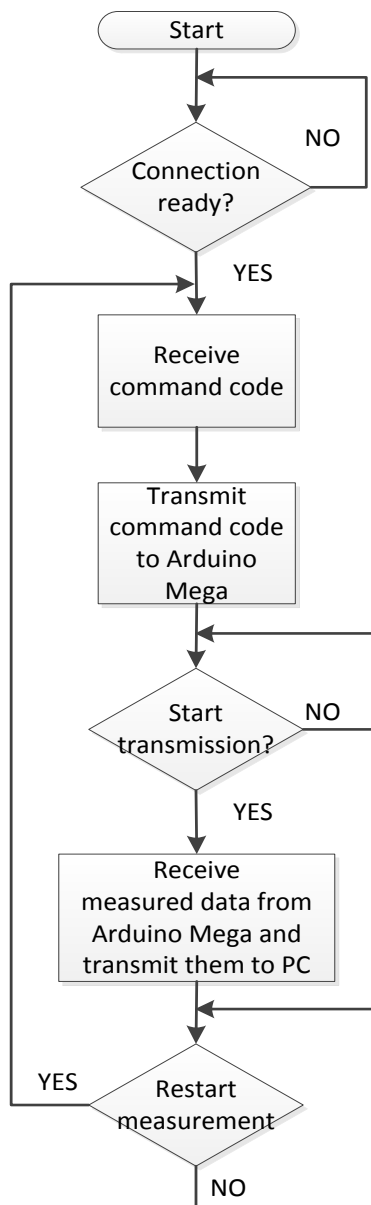 Start
NO
Connection
ready?
YES
Receive
command code
Transmit
command code
to Arduino
Mega
Start
transmission?
NO
YES
Receive
measured data from
Arduino Mega and
transmit them to PC
YES
Restart
measurement
NO